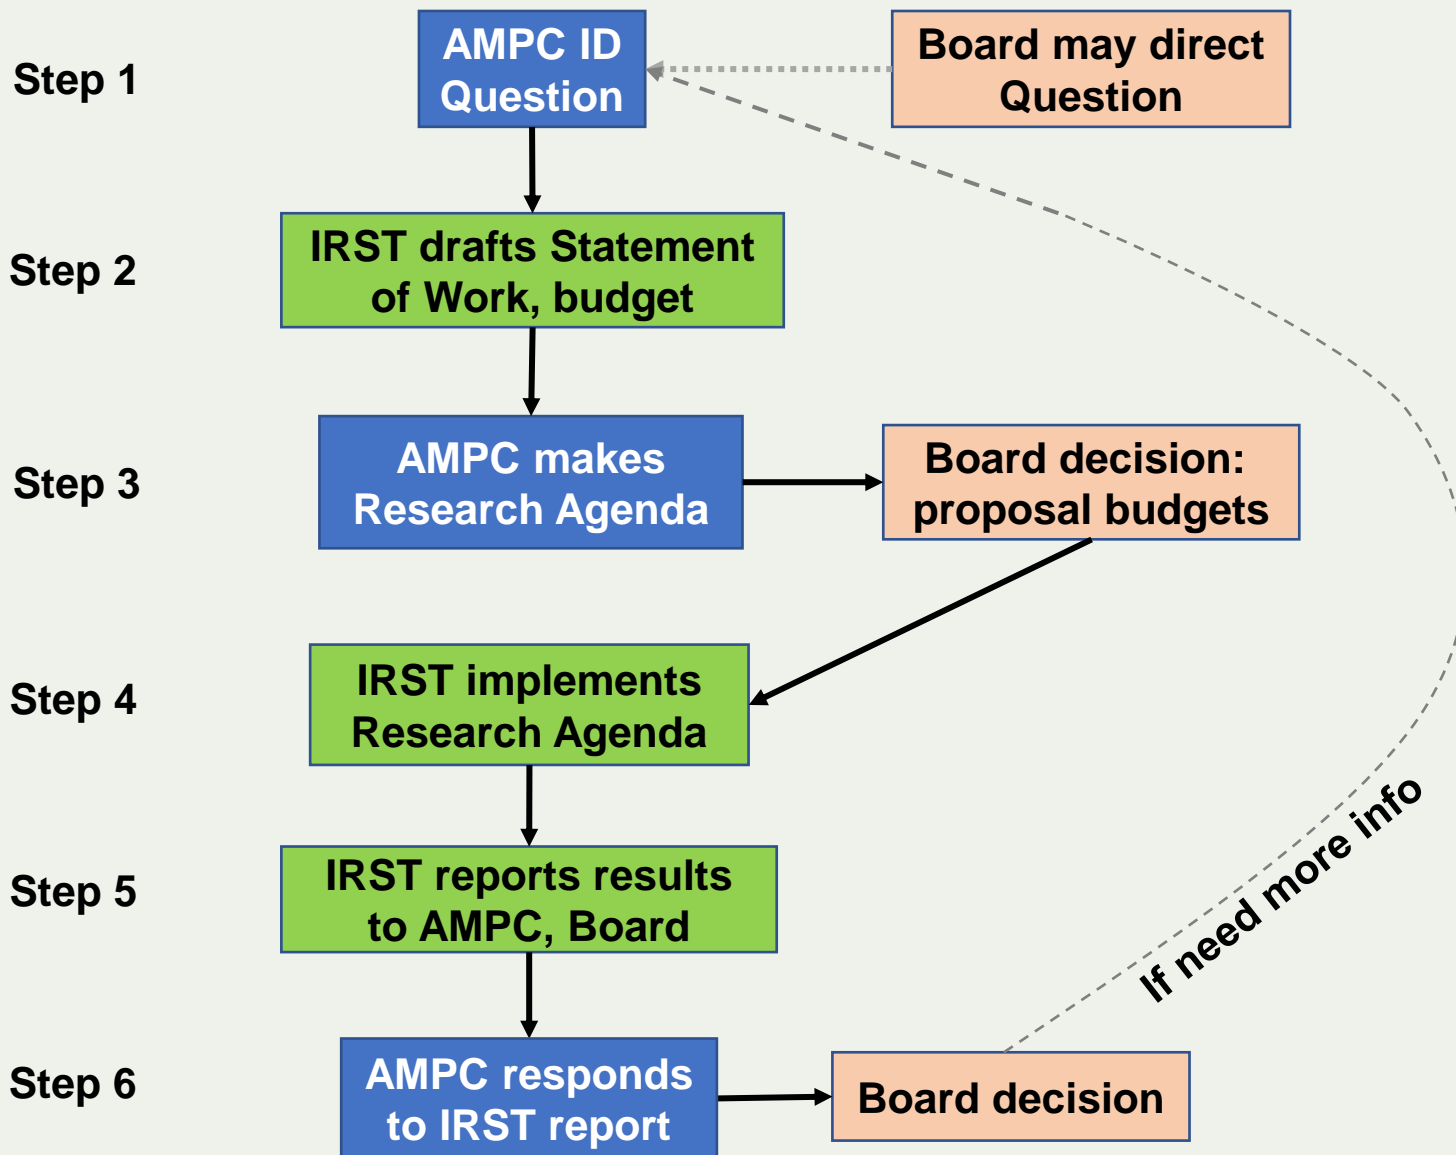 Step 1
AMPC ID
Question
Board may direct
Question
Step 2
IRST drafts Statement
of Work, budget
Step 3
AMPC makes
Research Agenda
Board decision:
proposal budgets
Step 4
IRST implements
Research Agenda
Step 5
IRST reports results
to AMPC, Board
If need more info
Step 6
AMPC responds
to IRST report
Board decision